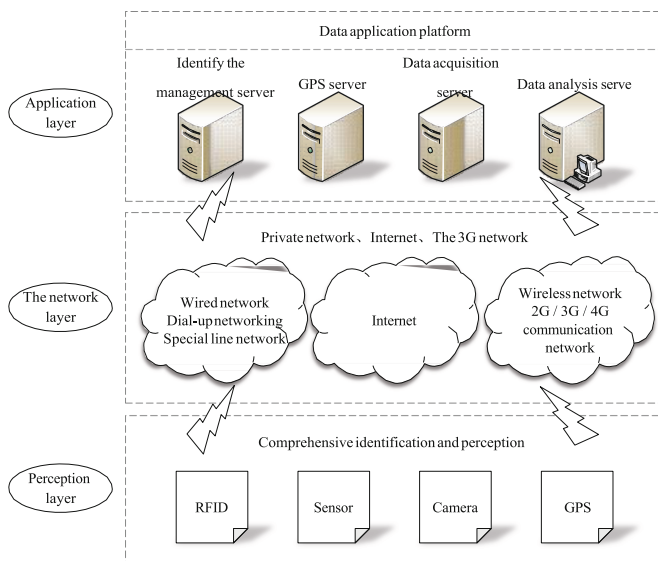 Data application platform
Identify the
management server
GPS server
Data acquisition
server
Data analysis serve
Application
layer
Private network、Internet、The 3G network
The network
layer
Wired network
Dial-up networking
Special line network
Internet
Wireless network
2G / 3G / 4G
communication
network
Comprehensive identification and perception
Perception
layer
RFID
Sensor
Camera
GPS